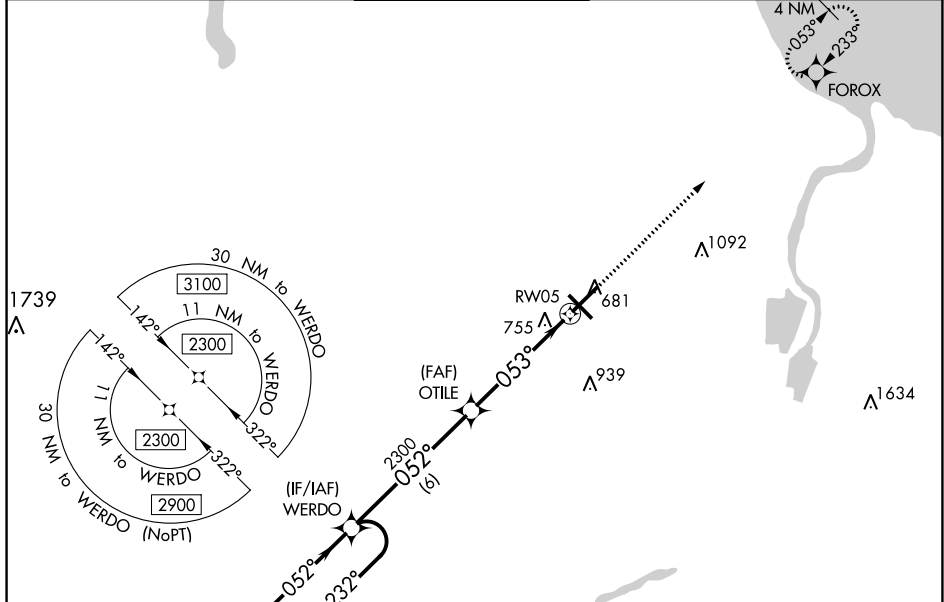 4 NM
053°
233°
FOROX
1092
30 NM to WERDO
3100
1739
142°
11 NM to WERDO
2300
RW05
681
755
142°
053°
939
(FAF)
OTILE
1634
11 NM to WERDO
322°
2300
322°
2300
052°
(6)
30 NM to WERDO (NoPT)
2900
(IF/IAF)
WERDO
052°
232°